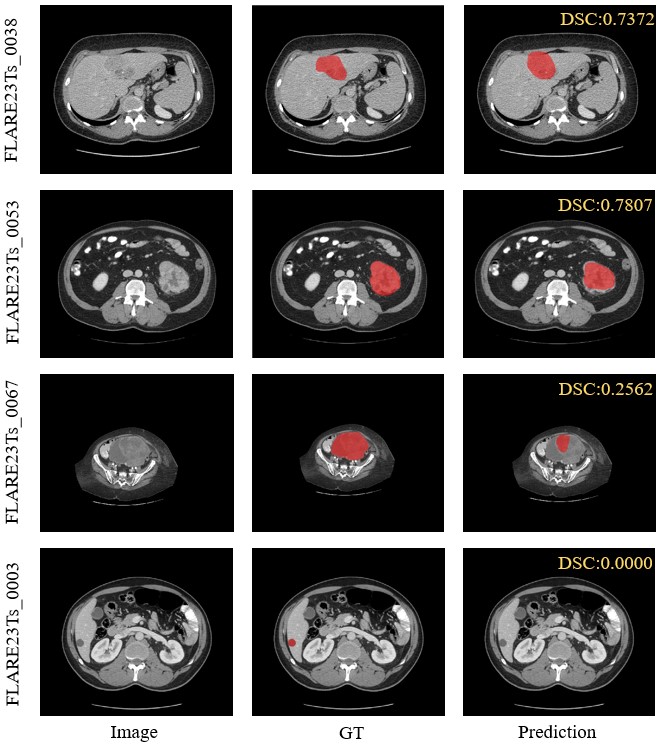 FLARE23Ts_0038
DSC:0.7372
FLARE23Ts_0053
DSC:0.7807
FLARE23Ts_0067
DSC:0.2562
FLARE23Ts_0003
DSC:0.0000
Image
GT
Prediction